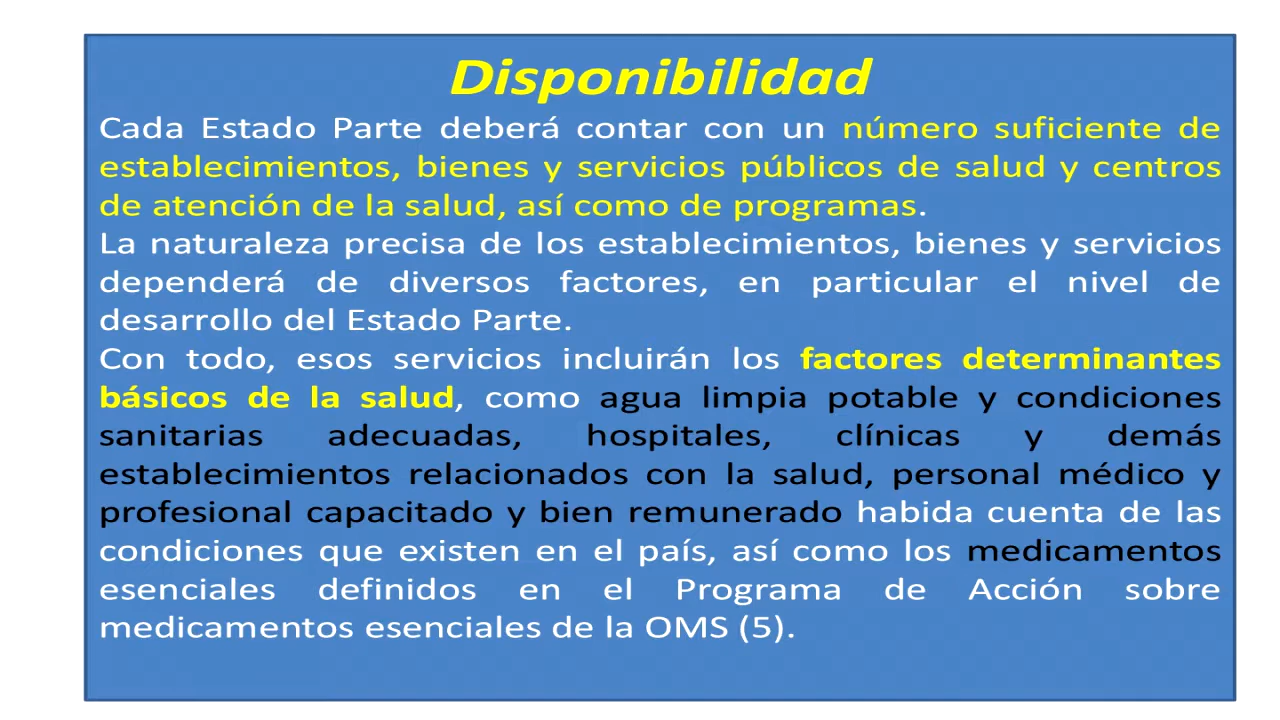 Disponibilidad
Cada Estado Parte deberá contar con un número suficiente de
establecimientos, bienes y servicios públicos de salud y centros
de atención de la salud, así como de programas.
La naturaleza precisa de los establecimientos, bienes y servicios
dependerá de diversos factores, en particular el nivel de
desarrollo del Estado Parte.
Con todo, esos servicios incluirán los factores determinantes
básicos de la salud, como agua limpia potable y condiciones
sanitarias adecuadas, hospitales, clínicas y demás
establecimientos relacionados con la salud, personal médico y
profesional capacitado y bien remunerado habida cuenta de las
condiciones que existen en el país, así como los medicamentos
esenciales definidos en el Programa de Acción sobre
medicamentos esenciales de la OMS (5).